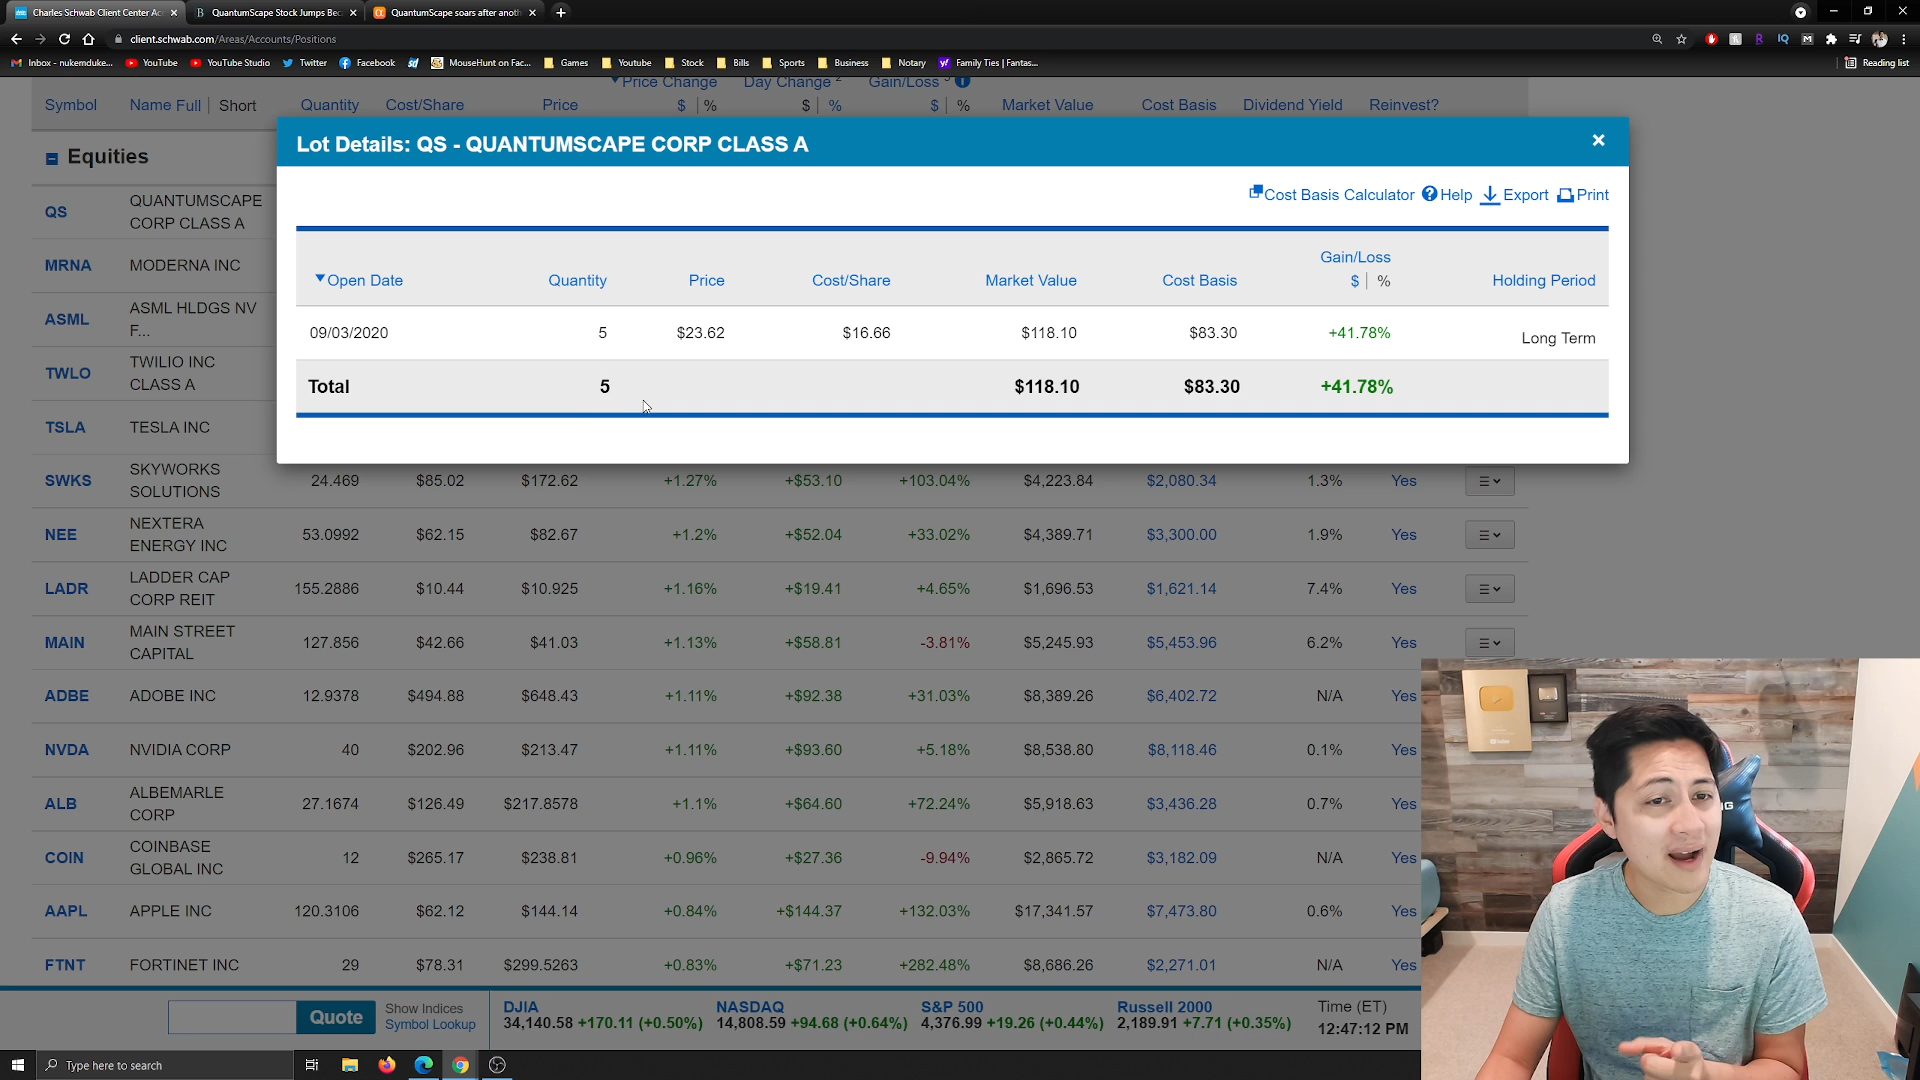 Charles Schwab Client Center Ac
QuantumScape Stock Jumps Bec
QuantumScape soars after anoth
client.schwab.com/Areas/Accounts/Positions
Inbox - nukemduke...
YouTube
YouTube Studio
Twitter
Facebook
MouseHunt on Fac...
Games
Youtube
Stock
Bills
Sports
Business
Notary
Family Ties | Fantas...
Reading list
Price Change Day Change 2 Gain/Loss
Symbol Name Full | Short Quantity Cost/Share Price $ | % $ | % $ | % Market Value Cost Basis Dividend Yield Reinvest?
Equities
Lot Details: QS - QUANTUMSCAPE CORP CLASS A
Cost Basis Calculator Help Export Print
Open Date Quantity Price Cost/Share Market Value Cost Basis Gain/Loss $ | % Holding Period
09/03/2020 5 $23.62 $16.66 $118.10 $83.30 +41.78% Long Term
Total 5 $118.10 $83.30 +41.78%
QS QUANTUMSCAPE
CORP CLASS A
MRNA MODERNA INC
ASML ASML HLDGS NV
F...
TWLO TWILIO INC
CLASS A
TSLA TESLA INC
SWKS SKYWORKS
SOLUTIONS 24.469 $85.02 $172.62 +1.27% +$53.10 +103.04% $4,223.84 $2,080.34 1.3% Yes
NEE NEXTERA
ENERGY INC 53.0992 $62.15 $82.67 +1.2% +$52.04 +33.02% $4,389.71 $3,300.00 1.9% Yes
LADR LADDER CAP
CORP REIT 155.2886 $10.44 $10.925 +1.16% +$19.41 +4.65% $1,696.53 $1,621.14 7.4% Yes
MAIN MAIN STREET
CAPITAL 127.856 $42.66 $41.03 +1.13% +$58.81 -3.81% $5,245.93 $5,453.96 6.2% Yes
ADBE ADOBE INC 12.9378 $494.88 $648.43 +1.11% +$92.38 +31.03% $8,389.26 $6,402.72 N/A Yes
NVDA NVIDIA CORP 40 $202.96 $213.47 +1.11% +$93.60 +5.18% $8,538.80 $8,118.46 0.1% Yes
ALB ALBEMARLE
CORP 27.1674 $126.49 $217.8578 +1.1% +$64.60 +72.24% $5,918.63 $3,436.28 0.7% Yes
COIN COINBASE
GLOBAL INC 12 $265.17 $238.81 +0.96% +$27.36 -9.94% $2,865.72 $3,182.09 N/A Yes
AAPL APPLE INC 120.3106 $62.12 $144.14 +0.84% +$144.37 +132.03% $17,341.57 $7,473.80 0.6% Yes
FTNT FORTINET INC 29 $78.31 $299.5263 +0.83% +$71.23 +282.48% $8,686.26 $2,271.01 N/A Yes
Quote
Show Indices
Symbol Lookup
DJIA
34,140.58 +170.11 (+0.50%)
NASDAQ
14,808.59 +94.68 (+0.64%)
S&P 500
4,376.99 +19.26 (+0.44%)
Russell 2000
2,189.91 +7.71 (+0.35%)
Time (ET)
12:47:12 PM
Type here to search